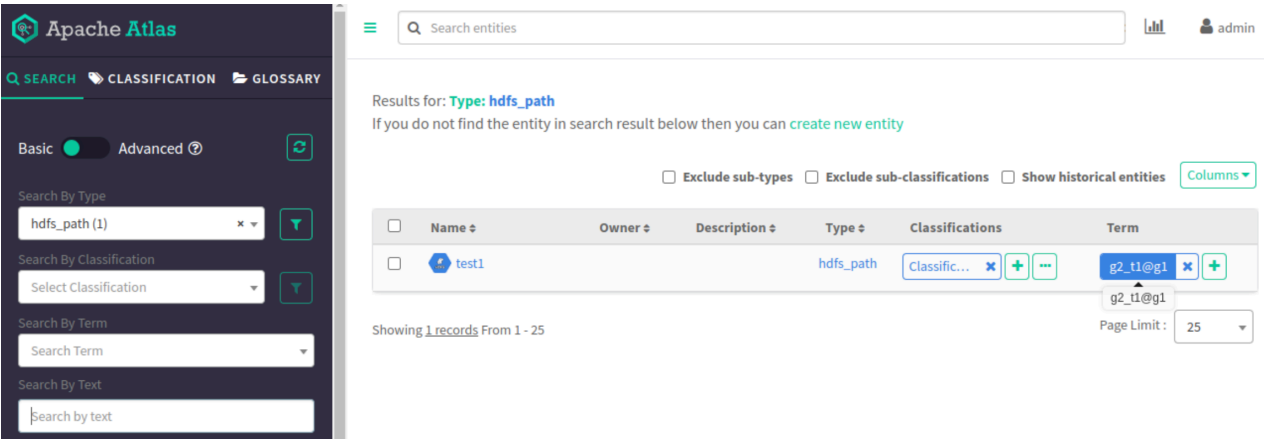 Apache Atlas
SEARCH CLASSIFICATION GLOSSARY
Basic Advanced
Search By Type
hdfs_path (1)
Search By Classification
Select Classification
Search By Term
Search Term
Search By Text
Search by text
Search entities
admin
Results for: Type: hdfs_path
If you do not find the entity in search result below then you can create new entity
Exclude sub-types Exclude sub-classifications Show historical entities Columns
Name Owner Description Type Classifications Term
test1 hdfs_path Classific... g2_t1@g1
g2_t1@g1
Showing 1 records From 1 - 25
Page Limit : 25